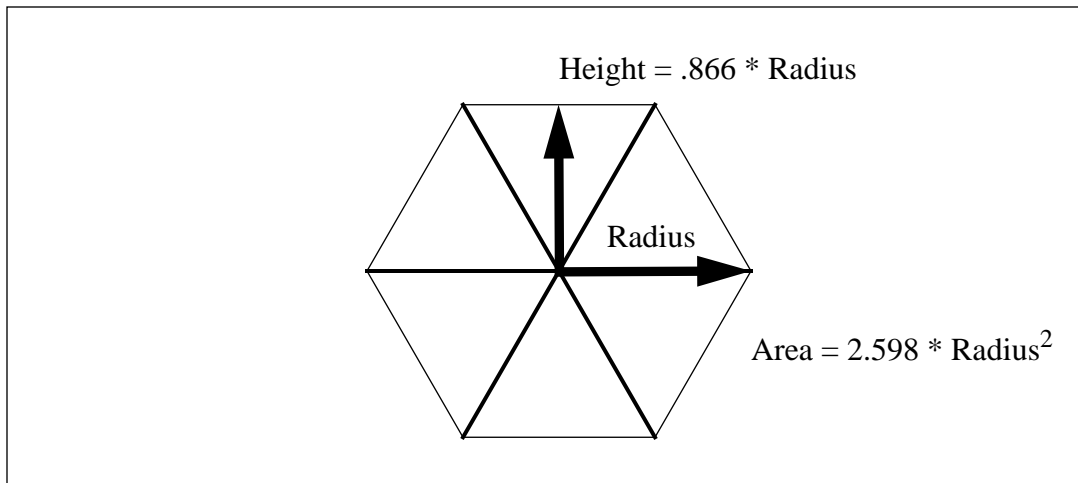 Height = .866 * Radius
Radius
Area = 2.598 * Radius²